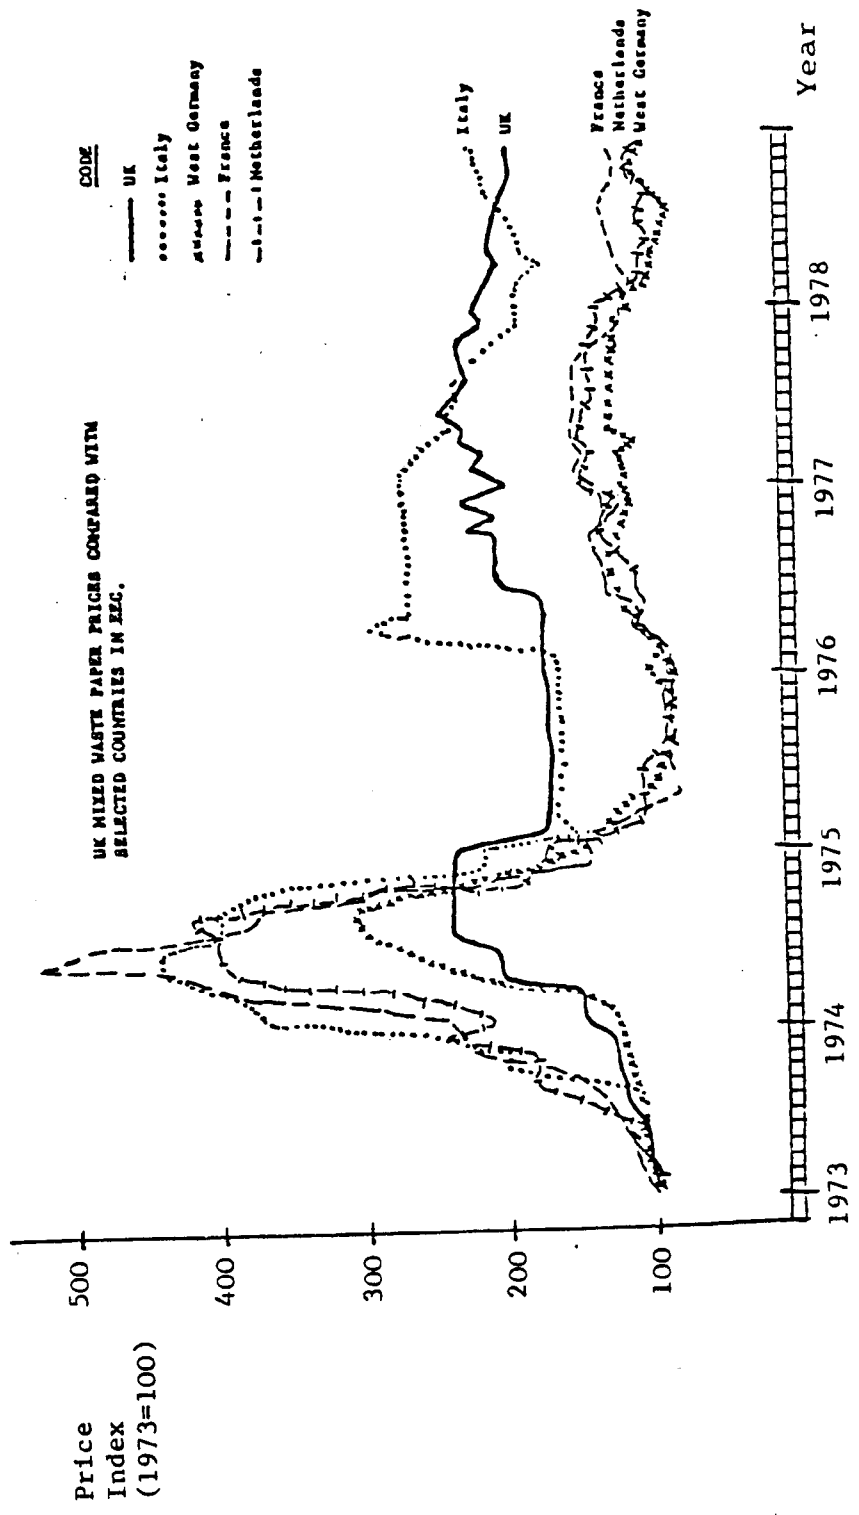 UK MIXED WASTE PAPER PRICES COMPARED WITH
SELECTED COUNTRIES IN EEC.
CODE
UK
Italy
West Germany
France
Netherlands
Price
Index
(1973=100)
500
400
300
200
100
Italy
UK
France
Netherlands
West Germany
1973
1974
1975
1976
1977
1978
Year